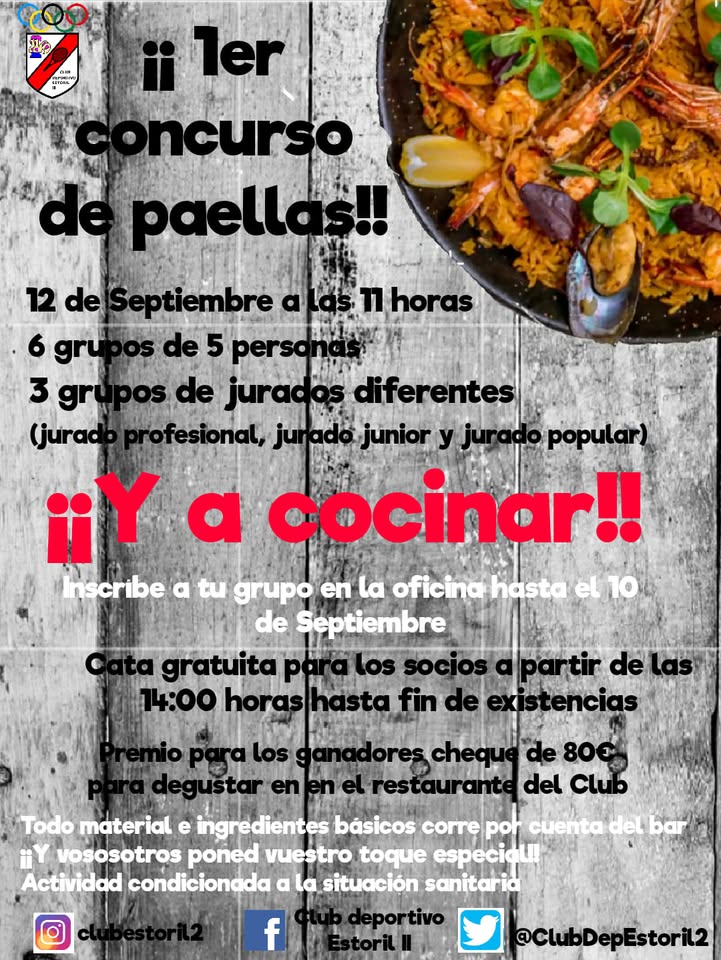 CLUB
DEPORTIVO
ESTORIL
II
¡¡ 1er
concurso
de paellas!!
12 de Septiembre a las 11 horas
6 grupos de 5 personas
3 grupos de jurados diferentes
(jurado profesional, jurado junior y jurado popular)
¡¡Y a cocinar!!
Inscribe a tu grupo en la oficina hasta el 10
de Septiembre
Cata gratuita para los socios a partir de las
14:00 horas hasta fin de existencias
Premio para los ganadores cheque de 80€
para degustar en en el restaurante del Club
Todo material e ingredientes básicos corre por cuenta del bar
¡¡Y vososotros poned vuestro toque especial!!
Actividad condicionada a la situación sanitaria
clubestoril2
Club deportivo
Estoril II
@ClubDepEstoril2